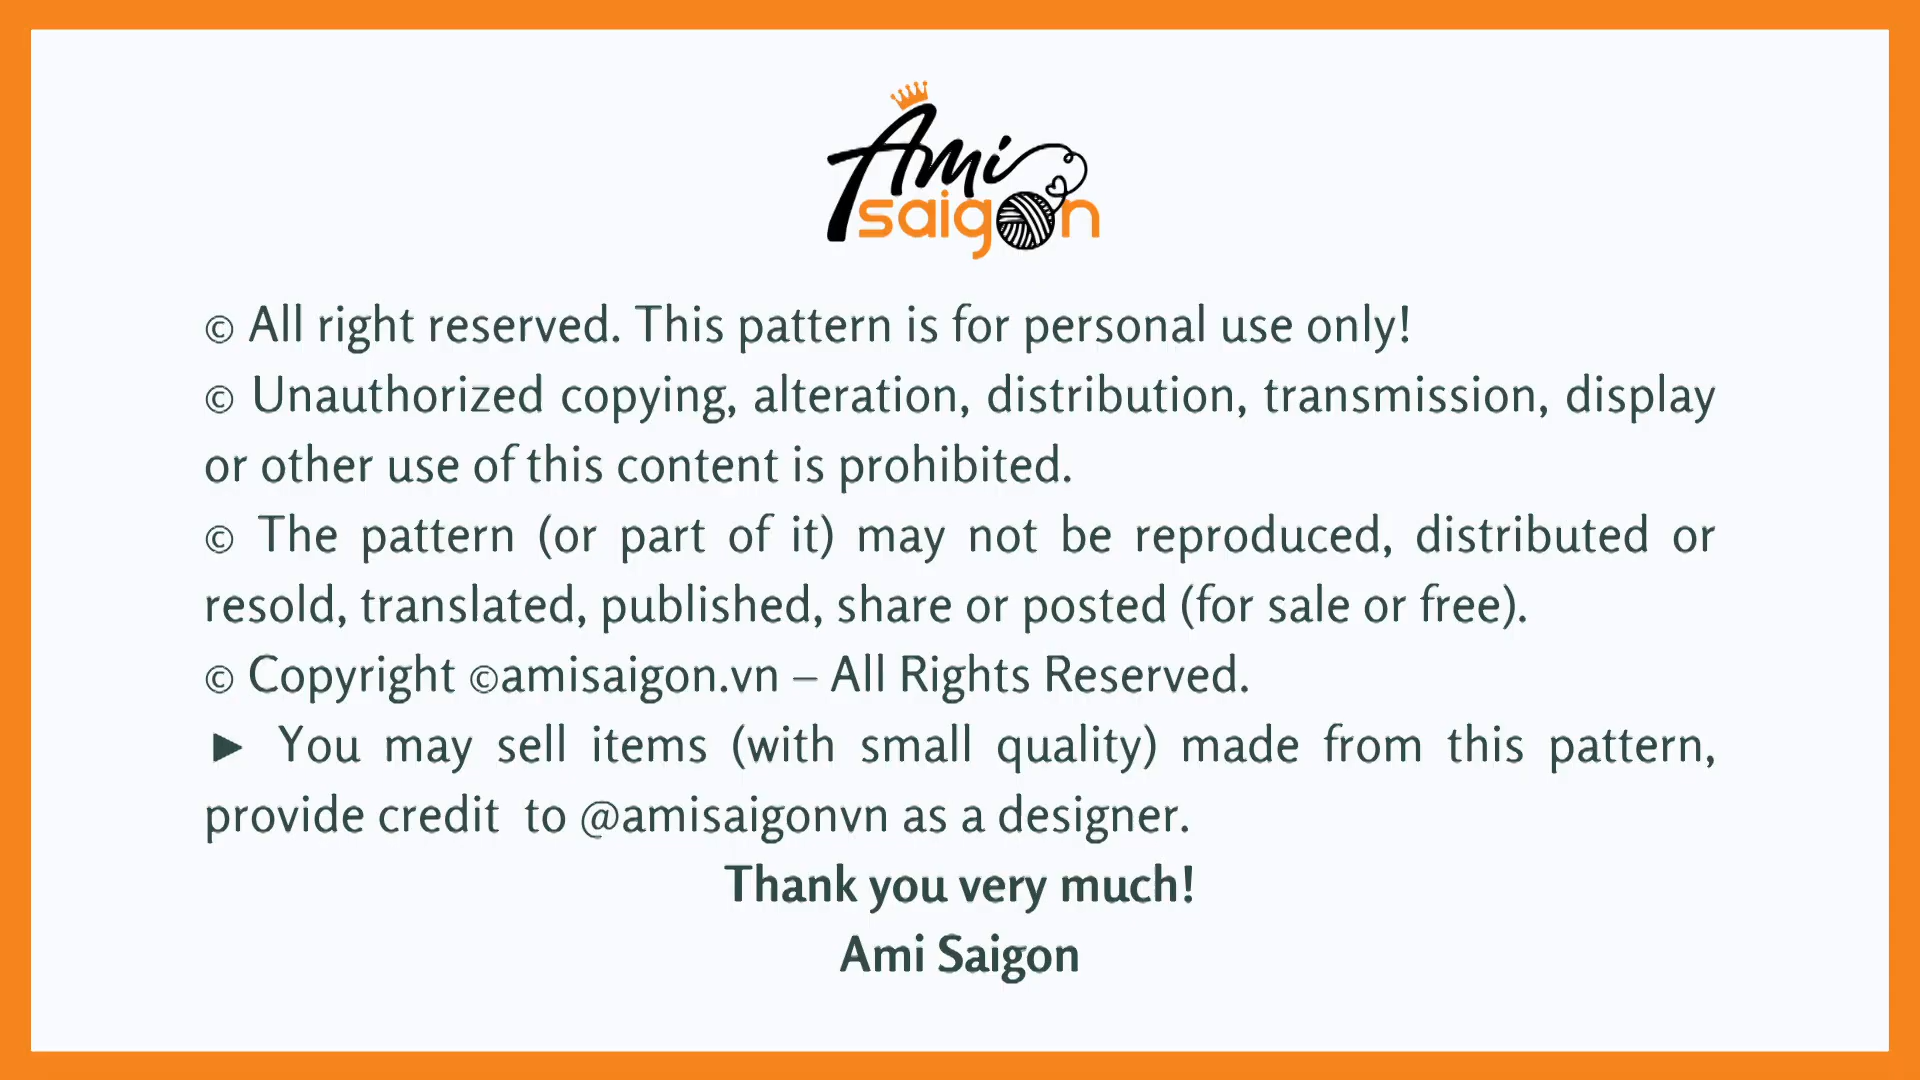 Ami
saigon
© All right reserved. This pattern is for personal use only!
© Unauthorized copying, alteration, distribution, transmission, display
or other use of this content is prohibited.
© The pattern (or part of it) may not be reproduced, distributed or
resold, translated, published, share or posted (for sale or free).
© Copyright ©amisaigon.vn – All Rights Reserved.
► You may sell items (with small quality) made from this pattern,
provide credit  to @amisaigonvn as a designer.
Thank you very much!
Ami Saigon